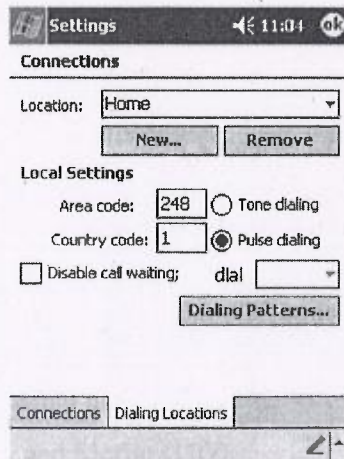 Settings 11:04 ok
Connections
Location: Home
New... Remove
Local Settings
Area code: 248 Tone dialing
Country code: 1 Pulse dialing
Disable call waiting; dial
Dialing Patterns...
Connections Dialing Locations